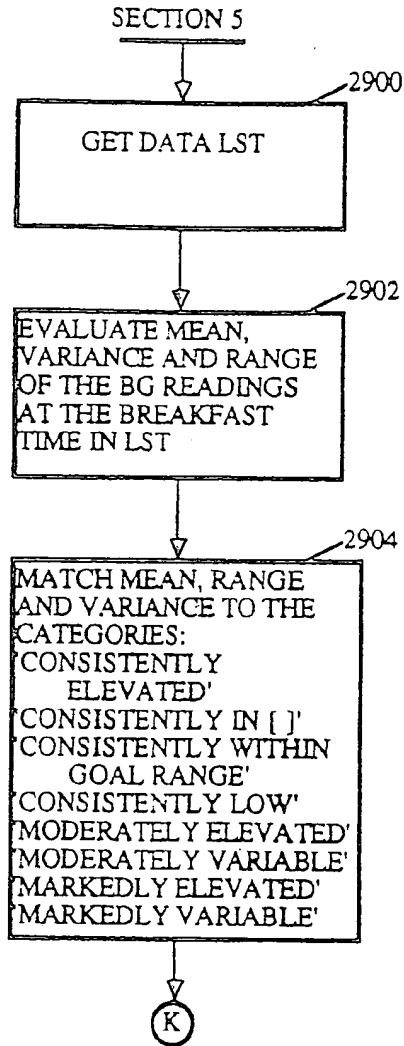 SECTION 5
2900
GET DATA LST
2902
EVALUATE MEAN,
VARIANCE AND RANGE
OF THE BG READINGS
AT THE BREAKFAST
TIME IN LST
2904
MATCH MEAN, RANGE
AND VARIANCE TO THE
CATEGORIES:
'CONSISTENTLY
ELEVATED'
'CONSISTENTLY IN [ ]'
'CONSISTENTLY WITHIN
GOAL RANGE'
'CONSISTENTLY LOW'
'MODERATELY ELEVATED'
'MODERATELY VARIABLE'
'MARKEDLY ELEVATED'
'MARKEDLY VARIABLE'
K